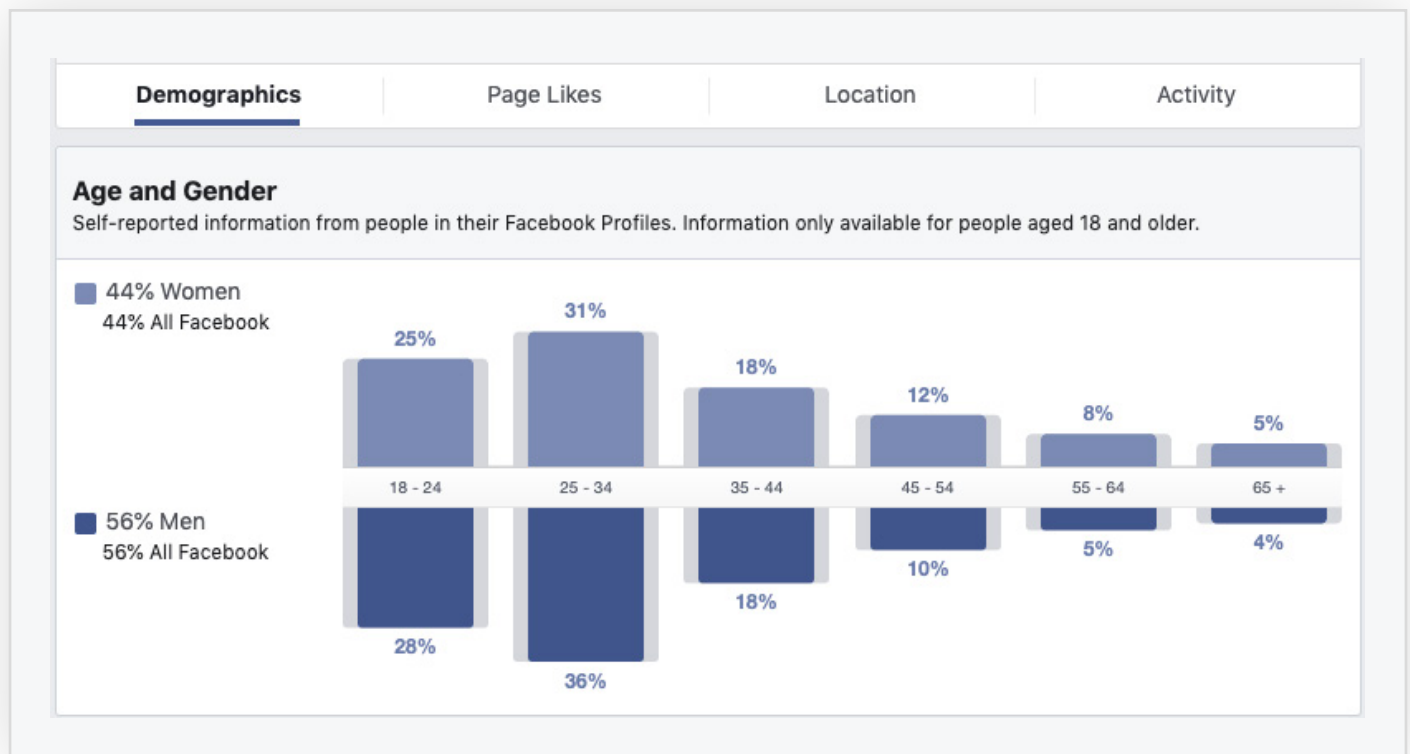 Demographics Page Likes Location Activity
Age and Gender
Self-reported information from people in their Facebook Profiles. Information only available for people aged 18 and older.
44% Women
44% All Facebook
25% 31% 18% 12% 8% 5%
18 - 24 25 - 34 35 - 44 45 - 54 55 - 64 65 +
56% Men
56% All Facebook
28% 36% 18% 10% 5% 4%